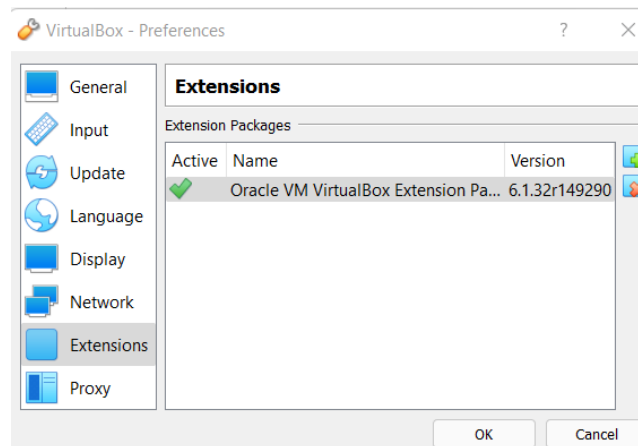 VirtualBox - Preferences
?
General
Input
Update
Language
Display
Network
Extensions
Proxy
Extensions
Extension Packages
Active Name Version
Oracle VM VirtualBox Extension Pa... 6.1.32r149290
OK Cancel